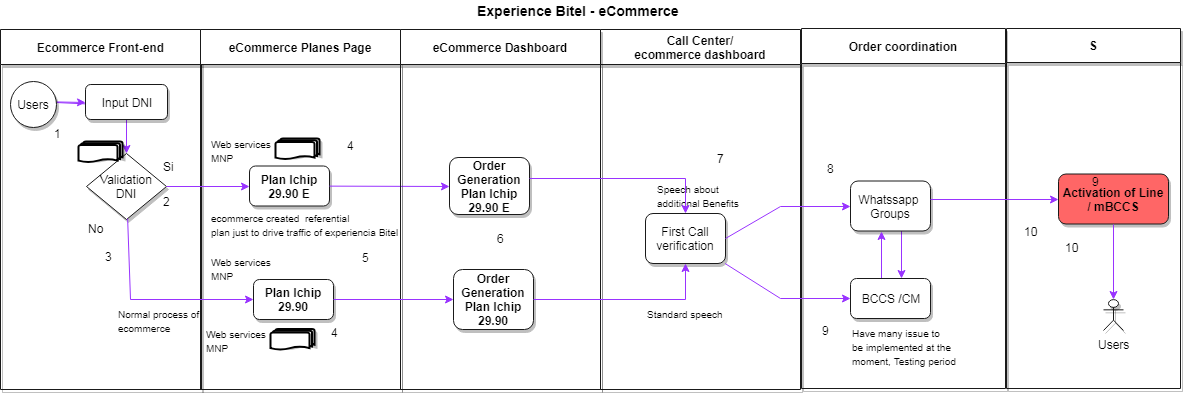 Experience Bitel - eCommerce
Ecommerce Front-end
eCommerce Planes Page
eCommerce Dashboard
Call Center/
ecommerce dashboard
Order coordination
S
Users
Input DNI
1
Validation
DNI
Si
2
No
3
Normal process of
ecommerce
Web services
MNP
4
Plan Ichip
29.90 E
ecommerce created referential
plan just to drive traffic of experiencia Bitel
5
Web services
MNP
Plan Ichip
29.90
Web services
MNP
4
Order
Generation
Plan Ichip
29.90 E
6
Order
Generation
Plan Ichip
29.90
7
Speech about
additional Benefits
First Call
verification
Standard speech
8
Whatssapp
Groups
BCCS /CM
9
Have many issue to
be implemented at the
moment, Testing period
9
Activation of Line
/ mBCCS
10
10
Users